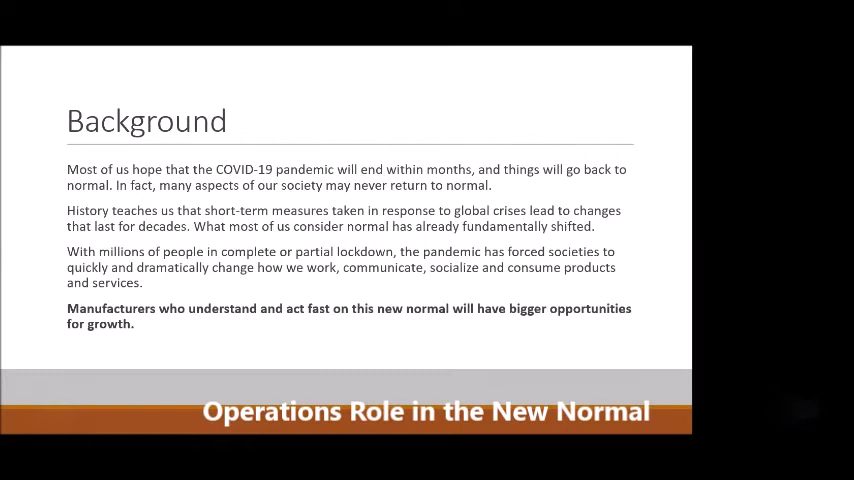 Background
Most of us hope that the COVID-19 pandemic will end within months, and things will go back to
normal. In fact, many aspects of our society may never return to normal.
History teaches us that short-term measures taken in response to global crises lead to changes
that last for decades. What most of us consider normal has already fundamentally shifted.
With millions of people in complete or partial lockdown, the pandemic has forced societies to
quickly and dramatically change how we work, communicate, socialize and consume products
and services.
Manufacturers who understand and act fast on this new normal will have bigger opportunities
for growth.
Operations Role in the New Normal